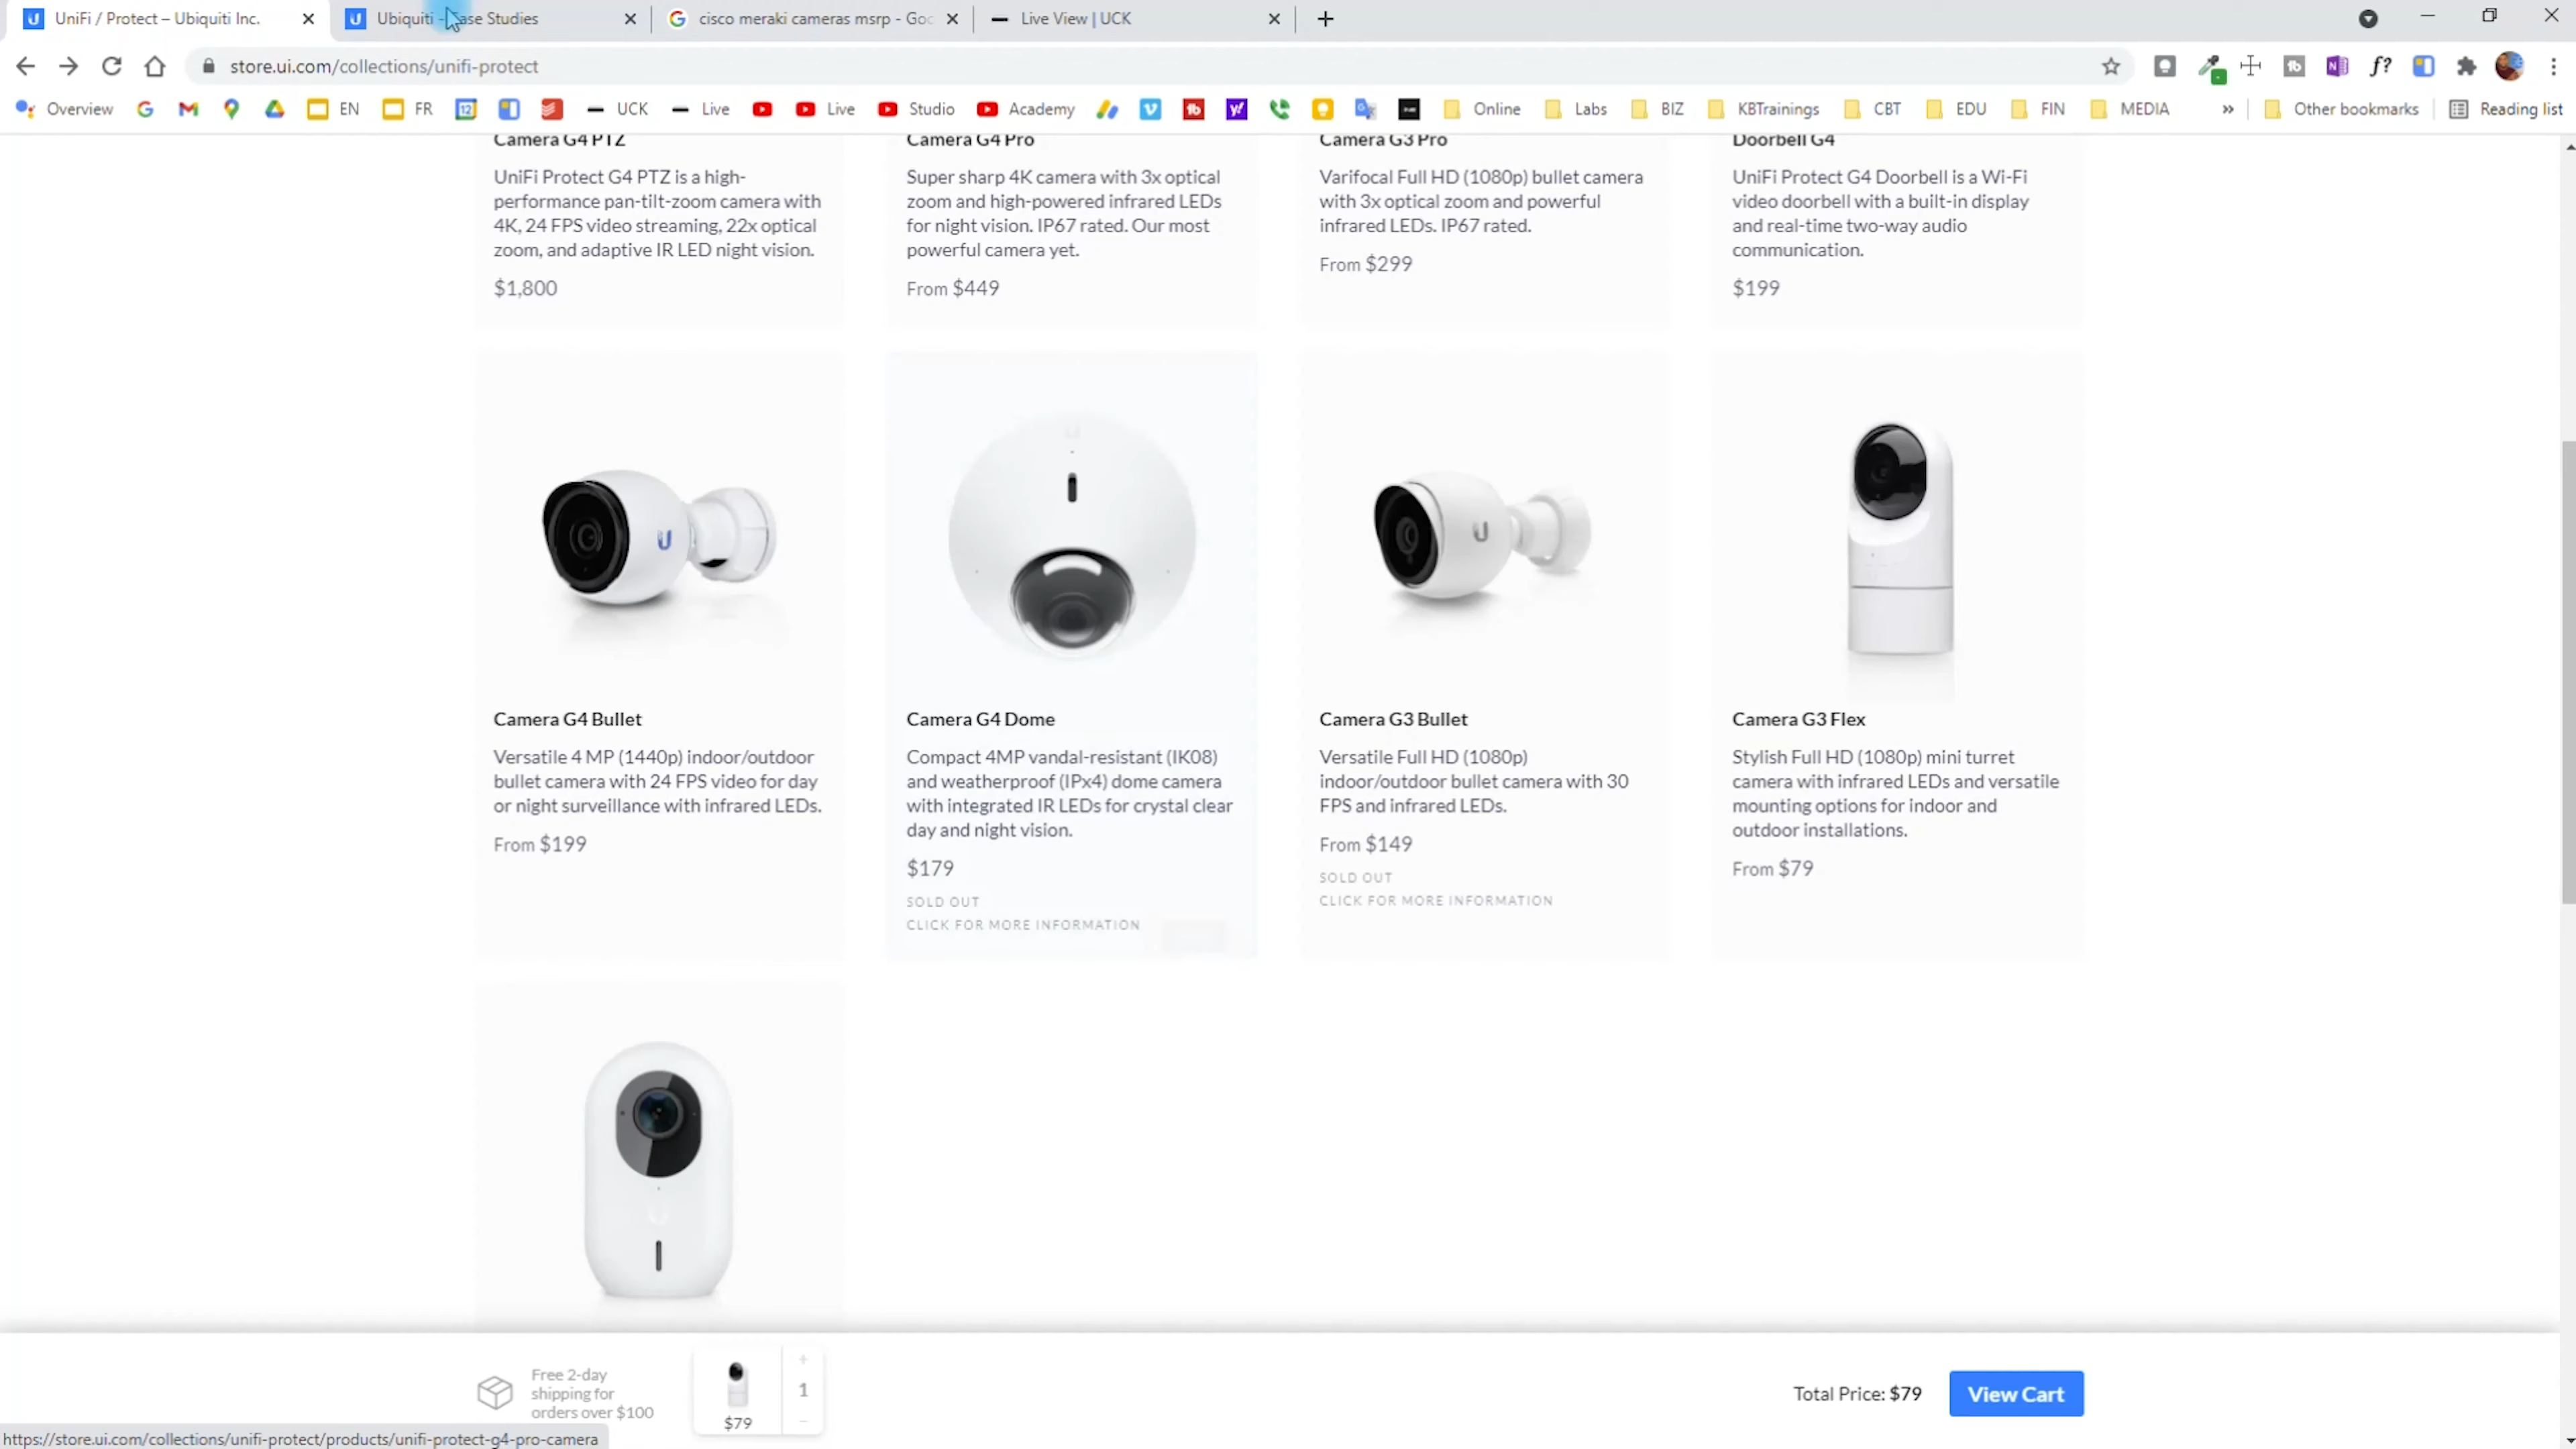 UniFi / Protect – Ubiquiti Inc.
Ubiquiti - Case Studies
cisco meraki cameras msrp - Goo
Live View | UCK
store.ui.com/collections/unifi-protect
Overview
EN
FR
12
UCK
Live
Live
Studio
Academy
Online
Labs
BIZ
KBTrainings
CBT
EDU
FIN
MEDIA
»
Other bookmarks
Reading list
Camera G4 PTZ
UniFi Protect G4 PTZ is a high-
performance pan-tilt-zoom camera with
4K, 24 FPS video streaming, 22x optical
zoom, and adaptive IR LED night vision.
$1,800
Camera G4 Pro
Super sharp 4K camera with 3x optical
zoom and high-powered infrared LEDs
for night vision. IP67 rated. Our most
powerful camera yet.
From $449
Camera G3 Pro
Varifocal Full HD (1080p) bullet camera
with 3x optical zoom and powerful
infrared LEDs. IP67 rated.
From $299
Doorbell G4
UniFi Protect G4 Doorbell is a Wi-Fi
video doorbell with a built-in display
and real-time two-way audio
communication.
$199
Camera G4 Bullet
Versatile 4 MP (1440p) indoor/outdoor
bullet camera with 24 FPS video for day
or night surveillance with infrared LEDs.
From $199
Camera G4 Dome
Compact 4MP vandal-resistant (IK08)
and weatherproof (IPx4) dome camera
with integrated IR LEDs for crystal clear
day and night vision.
$179
SOLD OUT
CLICK FOR MORE INFORMATION
Camera G3 Bullet
Versatile Full HD (1080p)
indoor/outdoor bullet camera with 30
FPS and infrared LEDs.
From $149
SOLD OUT
CLICK FOR MORE INFORMATION
Camera G3 Flex
Stylish Full HD (1080p) mini turret
camera with infrared LEDs and versatile
mounting options for indoor and
outdoor installations.
From $79
Free 2-day
shipping for
orders over $100
$79
+
1
-
Total Price: $79
View Cart
https://store.ui.com/collections/unifi-protect/products/unifi-protect-g4-pro-camera